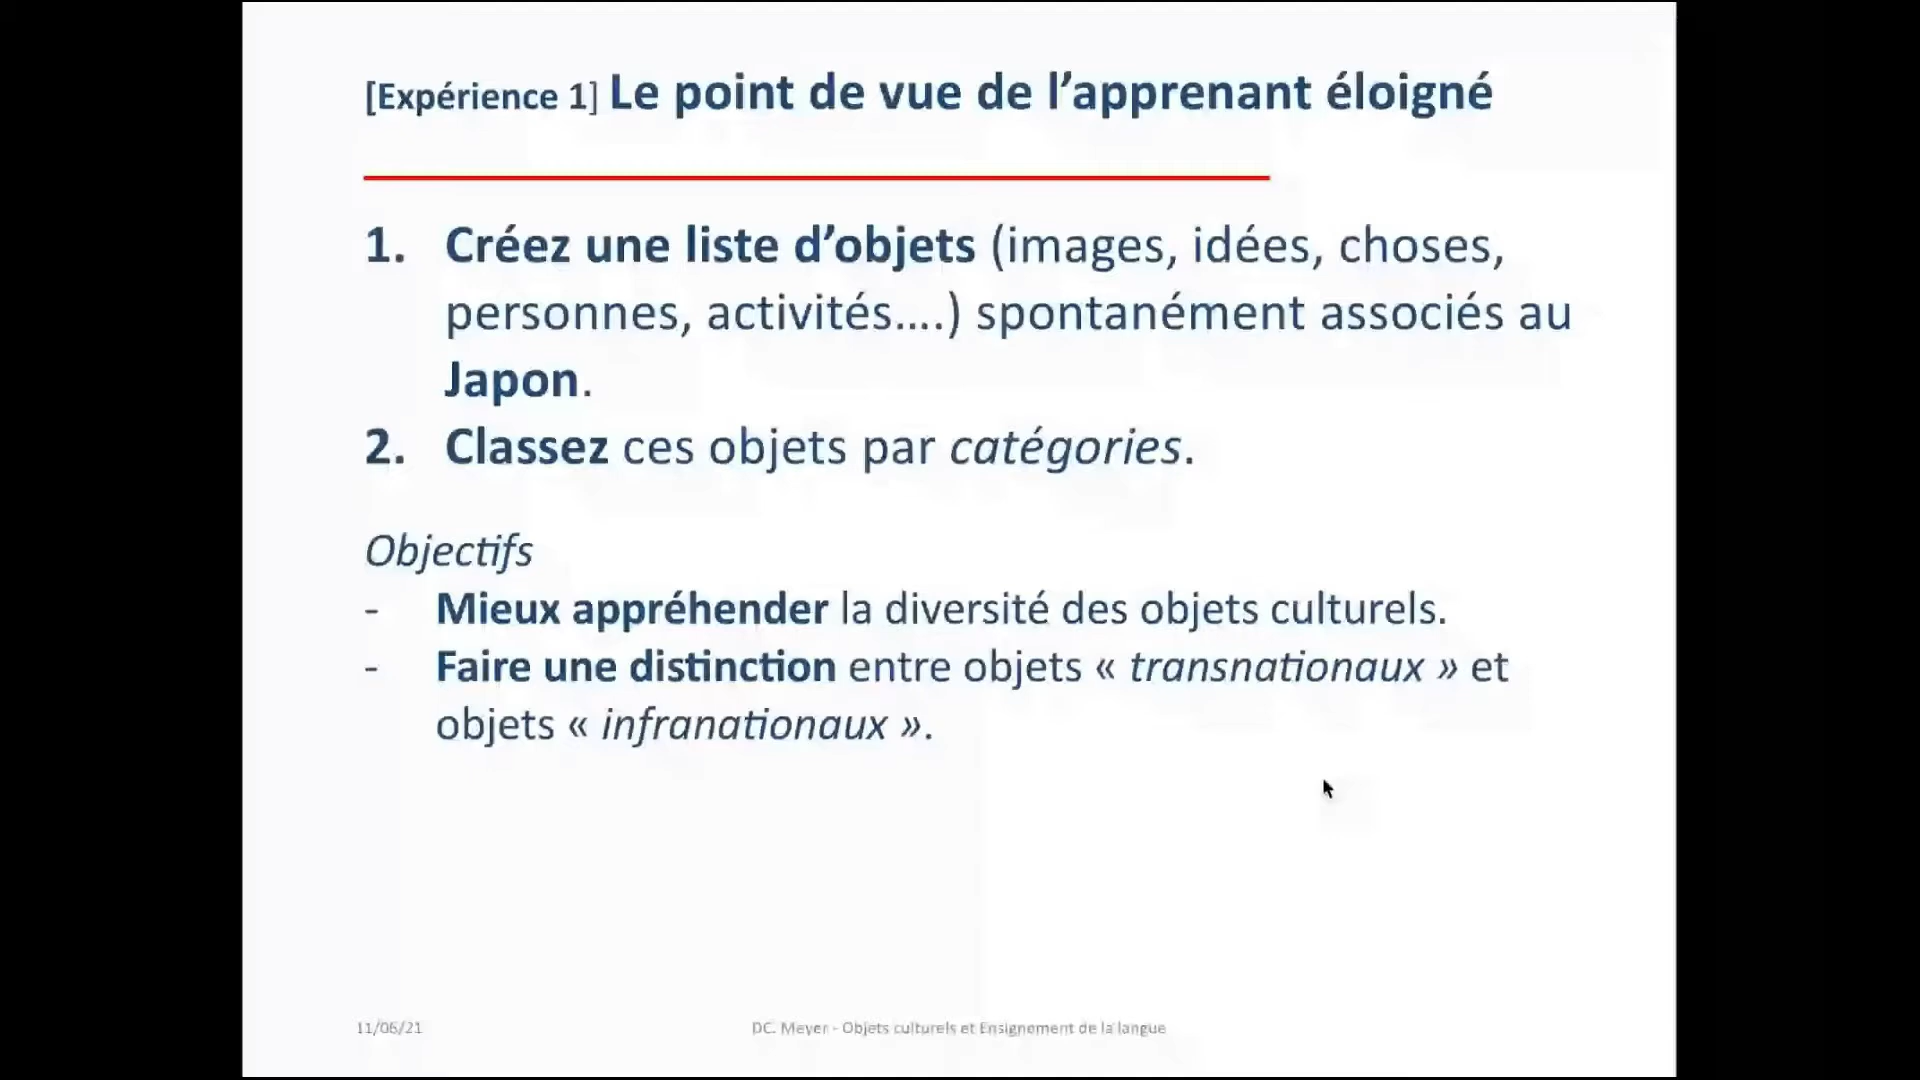 [Expérience 1] Le point de vue de l’apprenant éloigné
1. Créez une liste d’objets (images, idées, choses,
personnes, activités….) spontanément associés au
Japon.
2. Classez ces objets par catégories.
Objectifs
- Mieux appréhender la diversité des objets culturels.
- Faire une distinction entre objets « transnationaux » et
objets « infranationaux ».
11/06/21
DC. Meyer - Objets culturels et Ensignement de la langue